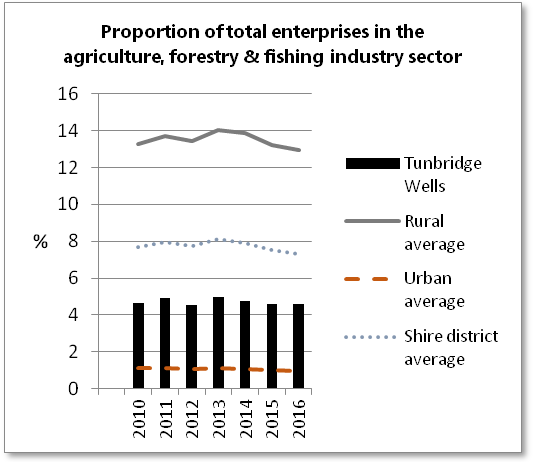 Proportion of total enterprises in the
agriculture, forestry & fishing industry sector
16
14
12
10
8
6
4
2
0
%
2010
2011
2012
2013
2014
2015
2016
Tunbridge
Wells
Rural
average
Urban
average
Shire district
average